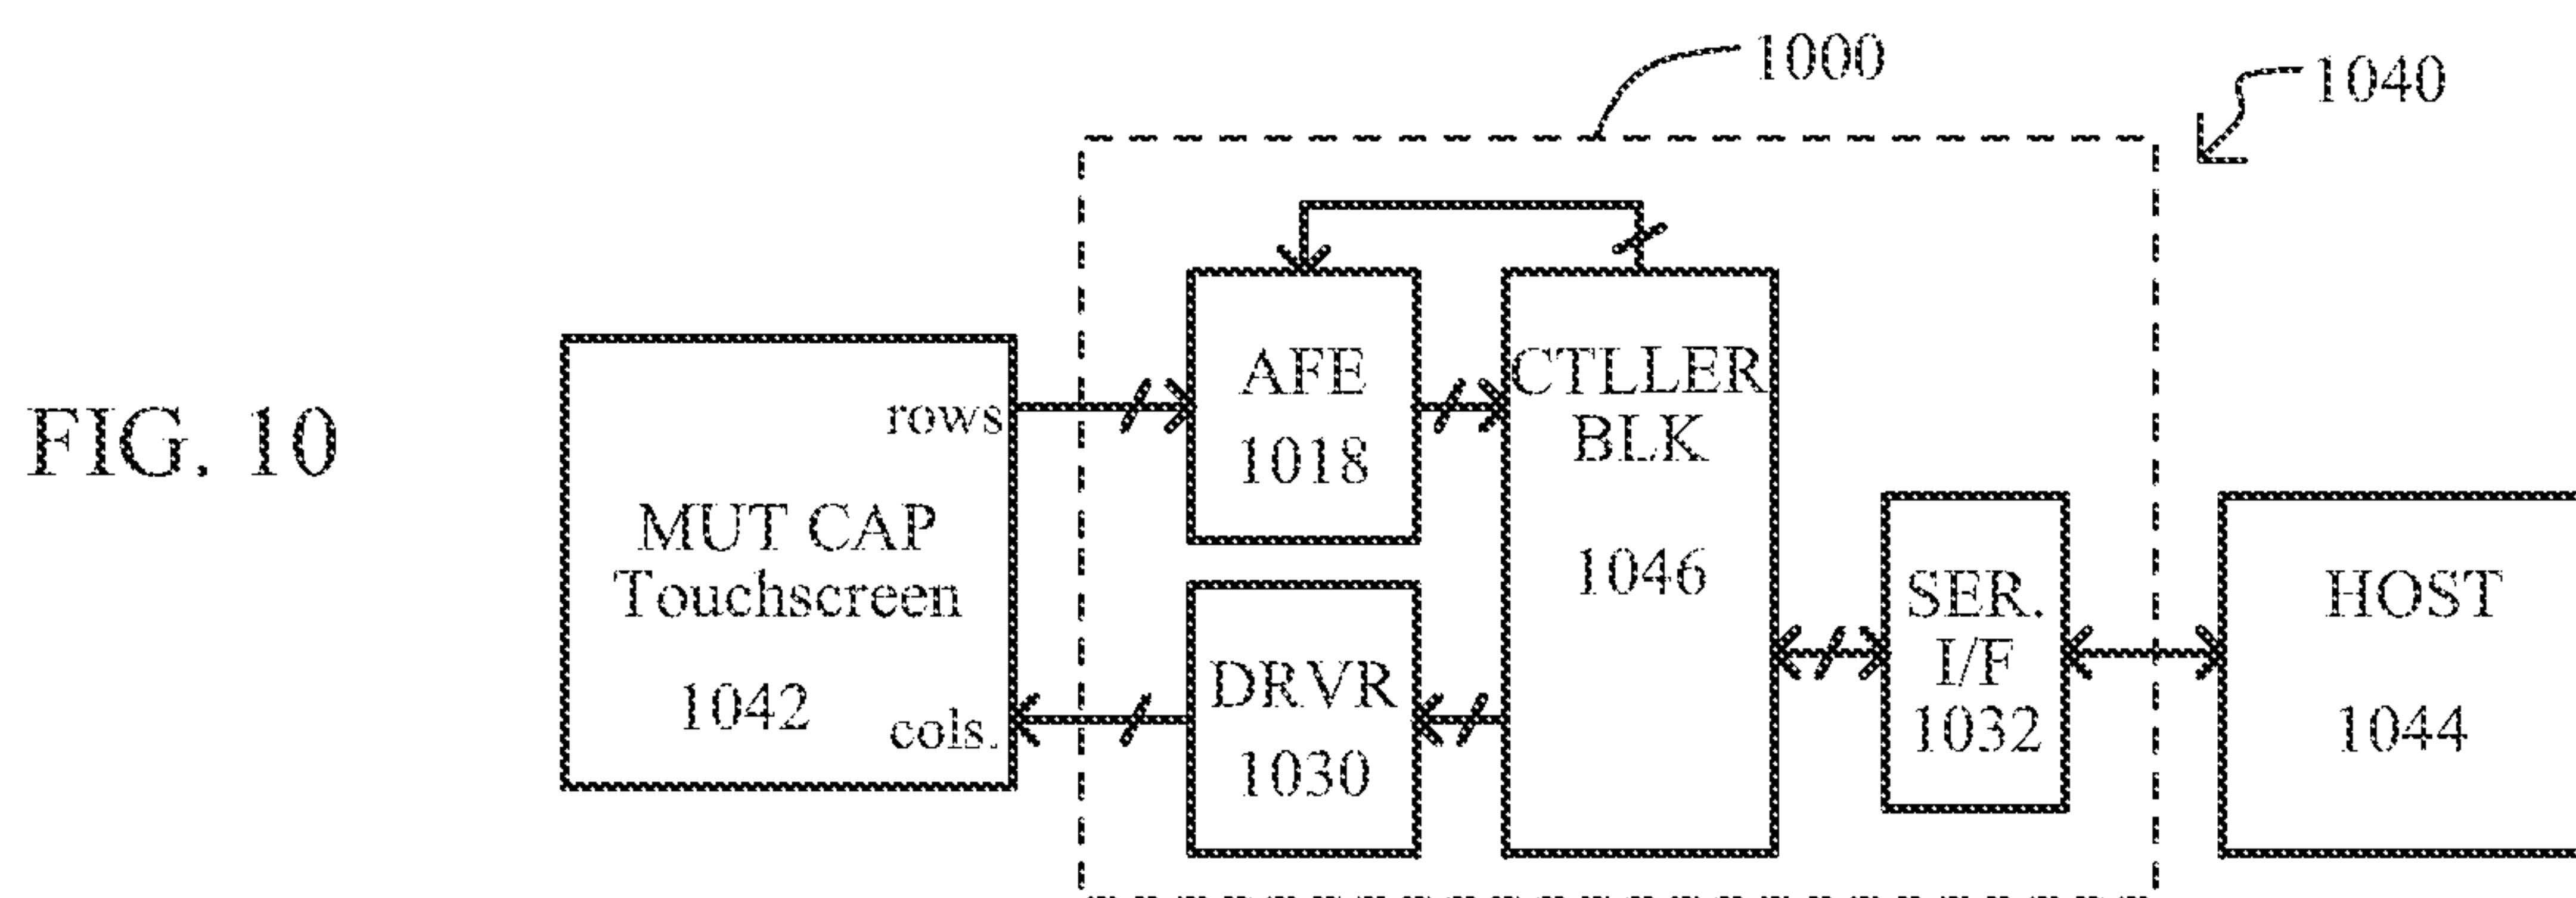 1000
1040
FIG. 10
rows
MUT CAP
Touchscreen
1042
cols.
AFE
1018
DRVR
1030
CTLLER
BLK
1046
SER.
I/F
1032
HOST
1044